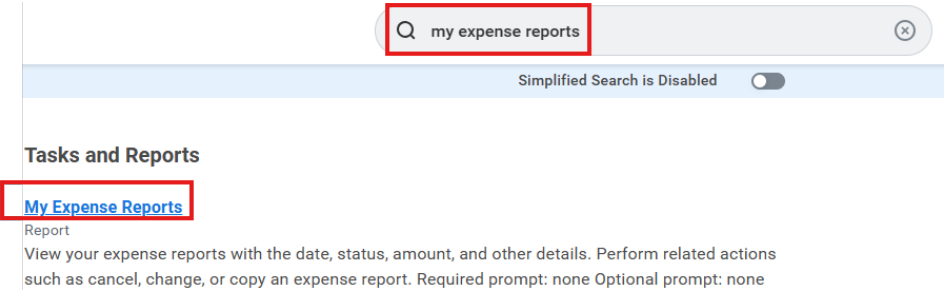 my expense reports
Simplified Search is Disabled
Tasks and Reports
My Expense Reports
Report
View your expense reports with the date, status, amount, and other details. Perform related actions
such as cancel, change, or copy an expense report. Required prompt: none Optional prompt: none